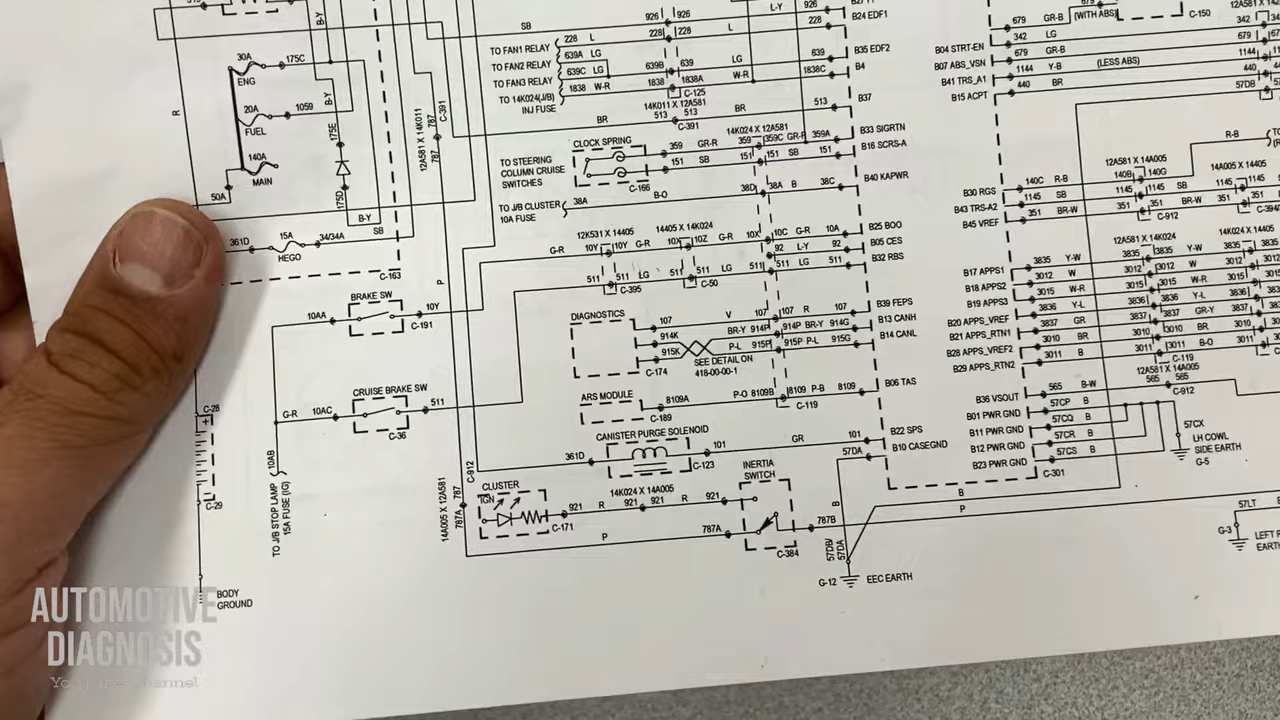 SB
B-Y
30A
175C
ENG
20A
1059
FUEL
B-Y
175E
140A
MAIN
50A
175D
B-Y
R
361D
15A
34/34A
SB
HEGO
C-163
12A581 X 14K011
787
787
C-391
P
TO FAN1 RELAY
228
L
TO FAN2 RELAY
639A
LG
TO FAN3 RELAY
639C
LG
TO 14K024(J/B)
INJ FUSE
1838
W-R
926
926
L-Y
926
228
228
L
228
B24 EDF1
639B
639
LG
639
B35 EDF2
1838
1838A
W-R
1838C
B4
C-125
14K011 X 12A581
BR
513
513
BR
513
B37
C-391
CLOCK SPRING
TO STEERING
COLUMN CRUISE
SWITCHES
C-166
14K024 X 12A581
359
GR-R
359
359C
GR-R
359A
B33 SIGRTN
151
SB
151
151
SB
151
B16 SCRS-A
TO J/B CLUSTER
10A FUSE
38A
B-O
38D
38A
B
38C
B40 KAPWR
12K531 X 14405
14405 X 14K024
G-R
10Y
10Y
G-R
10Z
G-R
10X
10C
G-R
10A
B25 BOO
92
L-Y
92
B05 CES
511
511
LG
511
511
LG
511
511
LG
511
B32 RBS
C-395
C-50
BRAKE SW
10AA
10Y
C-191
DIAGNOSTICS
107
V
107
107
R
107
B39 FEPS
914K
BR-Y
914P
914P
BR-Y
914G
B13 CANH
915K
P-L
915P
915P
P-L
915G
B14 CANL
C-174
SEE DETAIL ON
418-00-00-1
CRUISE BRAKE SW
G-R
10AC
511
C-36
ARS MODULE
8109A
P-O
8109B
8109
P-B
8109
B06 TAS
C-189
C-119
CANISTER PURGE SOLENOID
361D
101
GR
101
B22 SPS
C-123
57DA
B10 CASEGND
10AB
TO J/B STOP LAMP
15A FUSE (IG)
C-28
+
-
C-29
BODY
GROUND
C-912
787
787A
14A005 X 12A581
CLUSTER
IGN
921
R
14K024 X 14A005
921
921
R
921
C-171
INERTIA
SWITCH
P
787A
787B
C-384
B
57DB/
57DA
G-12
EEC EARTH
B
P
679
GR-B
(WITH ABS)
C-150
B04 STRT-EN
342
LG
B07 ABS_VSN
679
GR-B
B41 TRS_A1
1144
Y-B
(LESS ABS)
B15 ACPT
440
BR
12A581 X
342
679
1144
440
57DB
R-B
12A581 X 14A005
14A005 X 14405
B30 RGS
140C
R-B
140B
140G
B43 TRS-A2
1145
SB
1145
1145
SB
1145
B45 VREF
351
BR-W
351
351
BR-W
351
C-912
12A581 X 14K024
14K024 X 14405
B17 APPS1
3835
Y-W
3835
3835
Y-W
3835
B18 APPS2
3012
W
3012
3012
W
3012
B19 APPS3
3015
W-R
3015
3015
W-R
3015
B20 APPS_VREF
3836
Y-L
3836
3836
Y-L
3836
B21 APPS_RTN1
3837
GR
3837
3837
GR-Y
3837
B28 APPS_VREF2
3010
BR
3010
3010
BR
3010
B29 APPS_RTN2
3011
B
3011
3011
B-O
3011
C-119
12A581 X 14A005
B36 VSOUT
565
B-W
565
565
C-912
B01 PWR GND
57CP
B
B11 PWR GND
57CQ
B
B12 PWR GND
57CR
B
B23 PWR GND
57CS
B
C-301
57CX
LH COWL
SIDE EARTH
G-5
57LT
B
G-3
LEFT
EARTH
AUTOMOTIVE
DIAGNOSIS